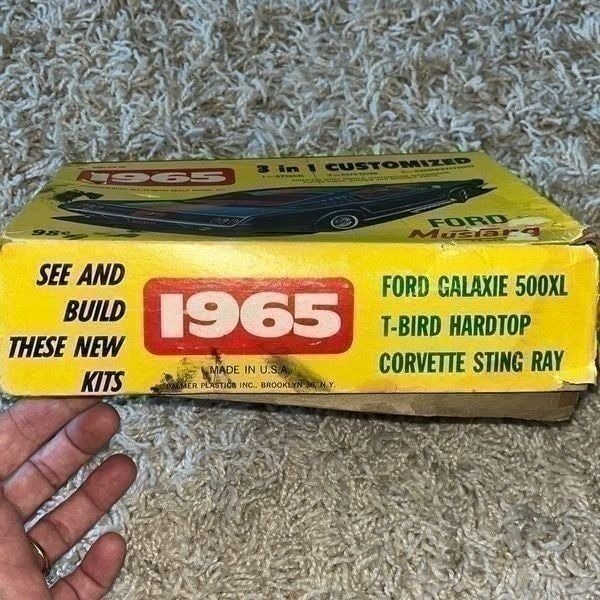 1965
3 in 1 CUSTOMIZED
98¢
FORD
Mustang
SEE AND
BUILD
THESE NEW
KITS
1965
MADE IN U.S.A.
PALMER PLASTICS INC., BROOKLYN 36, N.Y.
FORD GALAXIE 500XL
T-BIRD HARDTOP
CORVETTE STING RAY